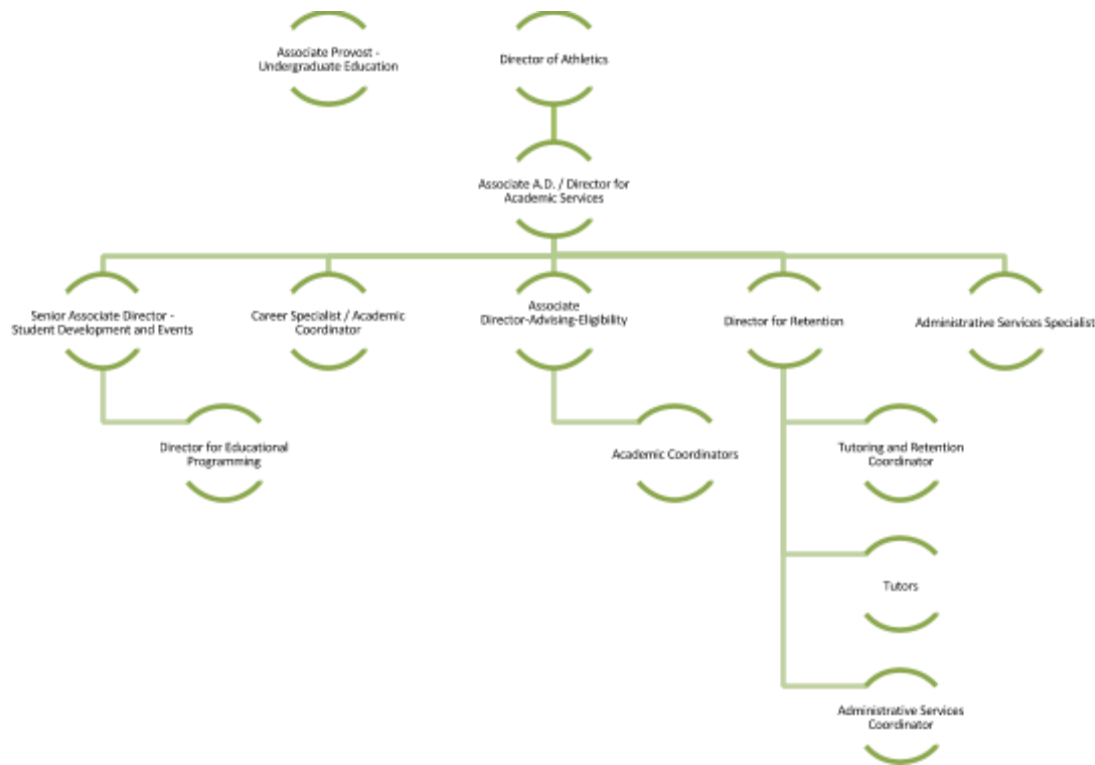 Associate Provost -
Undergraduate Education
Director of Athletics
Associate A.D. / Director for
Academic Services
Senior Associate Director -
Student Development and Events
Career Specialist / Academic
Coordinator
Associate
Director-Advising-Eligibility
Director for Retention
Administrative Services Specialist
Director for Educational
Programming
Academic Coordinators
Tutoring and Retention
Coordinator
Tutors
Administrative Services
Coordinator